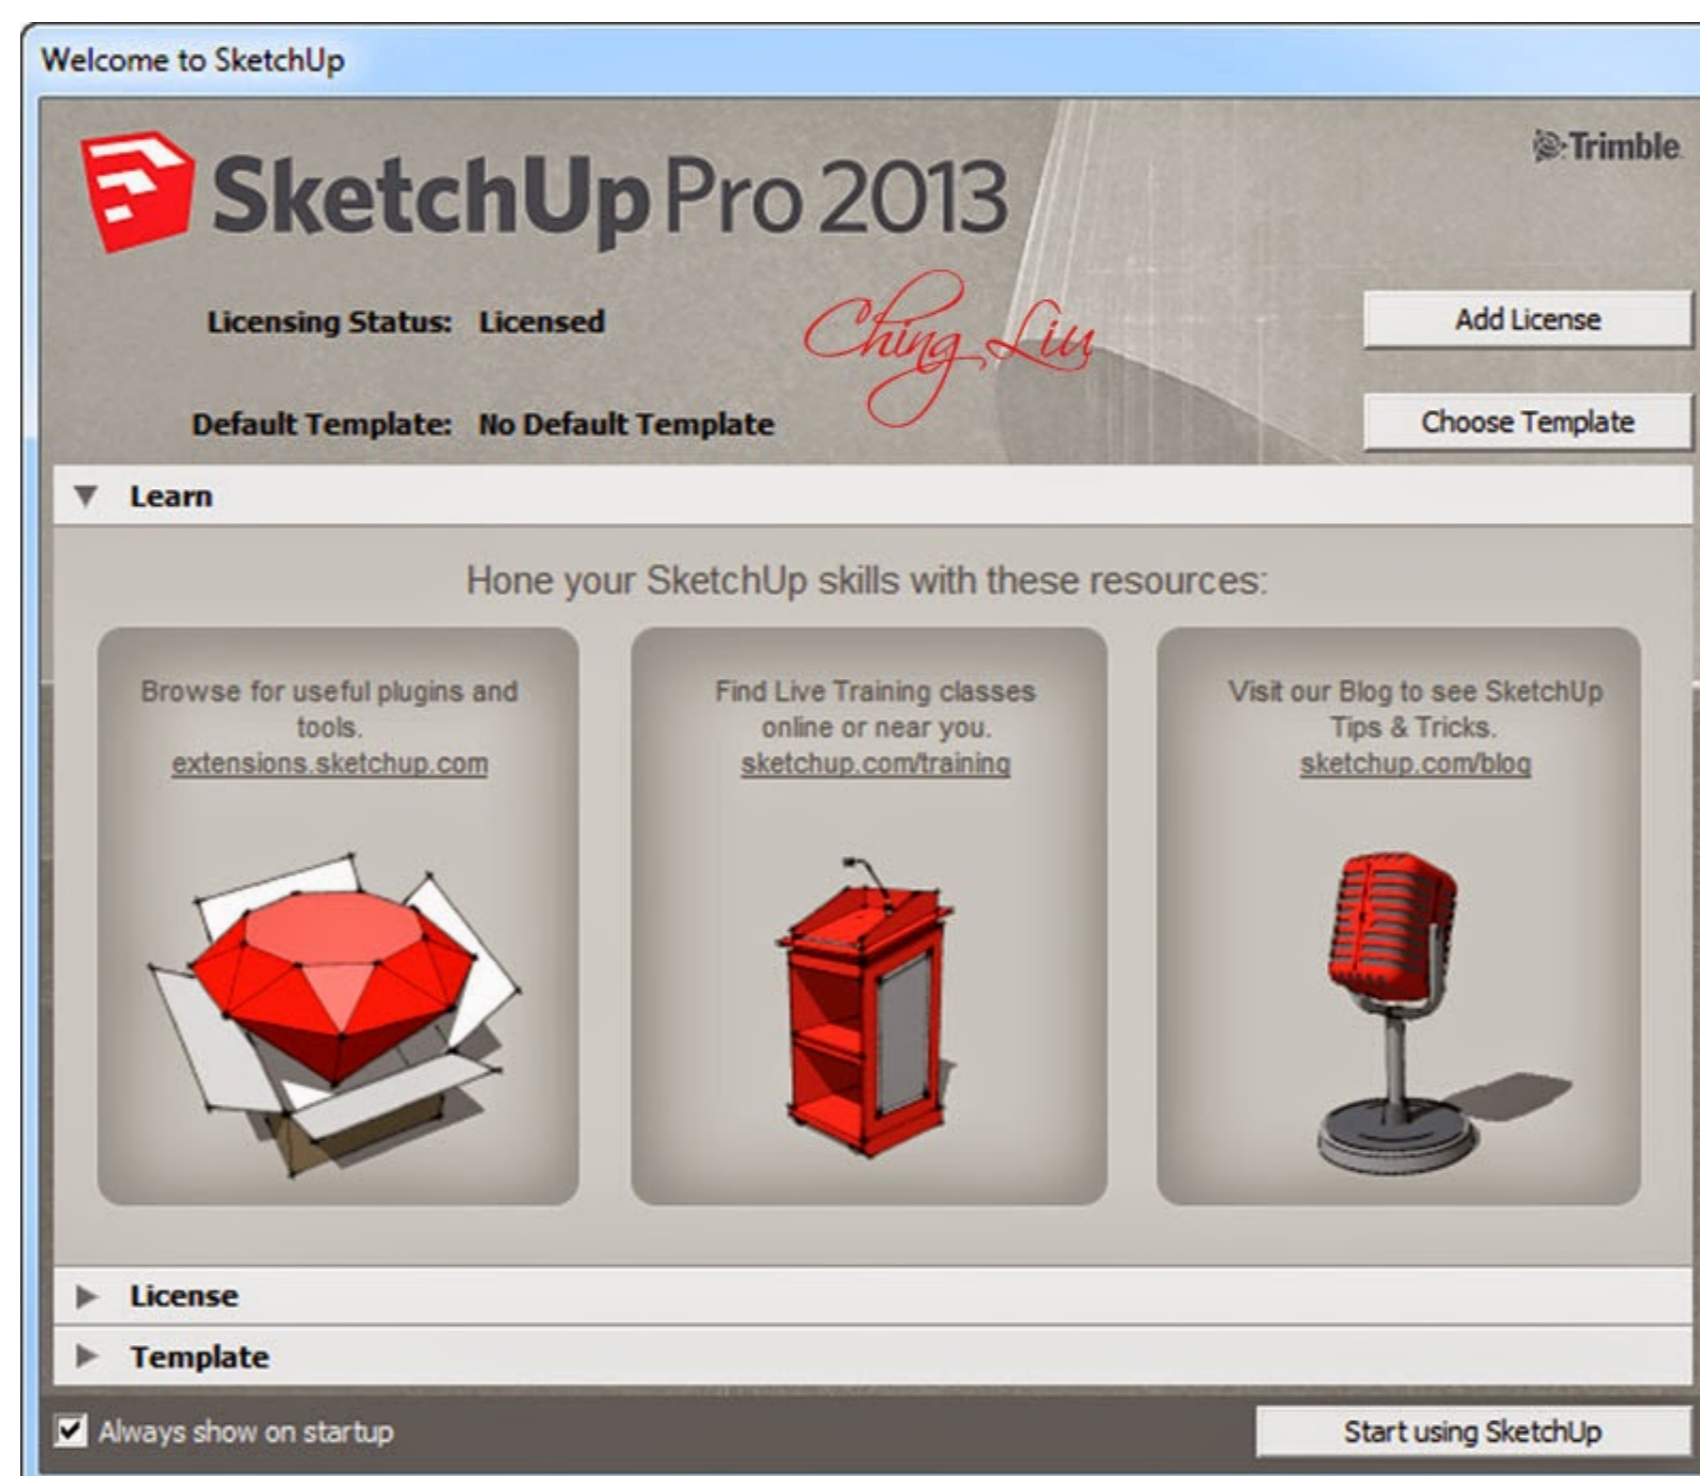 Welcome to SketchUp
Trimble
SketchUp Pro 2013
Licensing Status: Licensed
Ching Liu
Add License
Default Template: No Default Template
Choose Template
Learn
Hone your SketchUp skills with these resources:
Browse for useful plugins and
tools.
extensions.sketchup.com
Find Live Training classes
online or near you.
sketchup.com/training
Visit our Blog to see SketchUp
Tips & Tricks.
sketchup.com/blog
License
Template
Always show on startup
Start using SketchUp